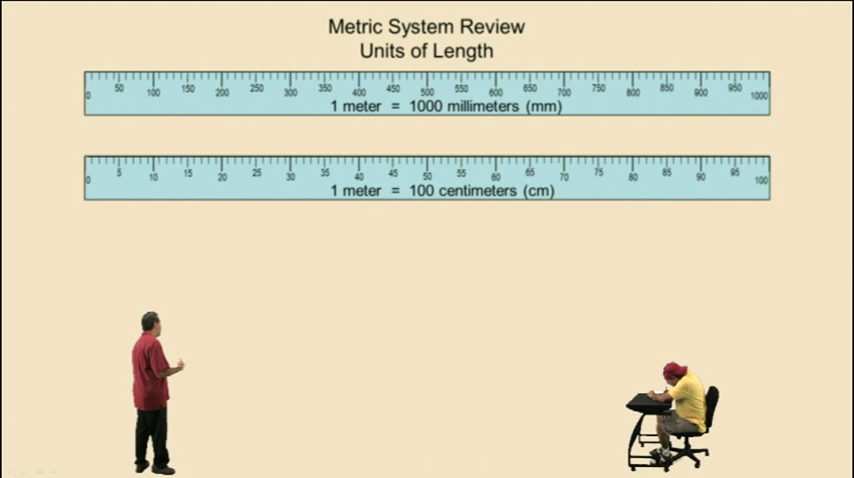 Metric System Review
Units of Length
0 50 100 150 200 250 300 350 400 450 500 550 600 650 700 750 800 850 900 950 1000
1 meter = 1000 millimeters (mm)
0 5 10 15 20 25 30 35 40 45 50 55 60 65 70 75 80 85 90 95 100
1 meter = 100 centimeters (cm)